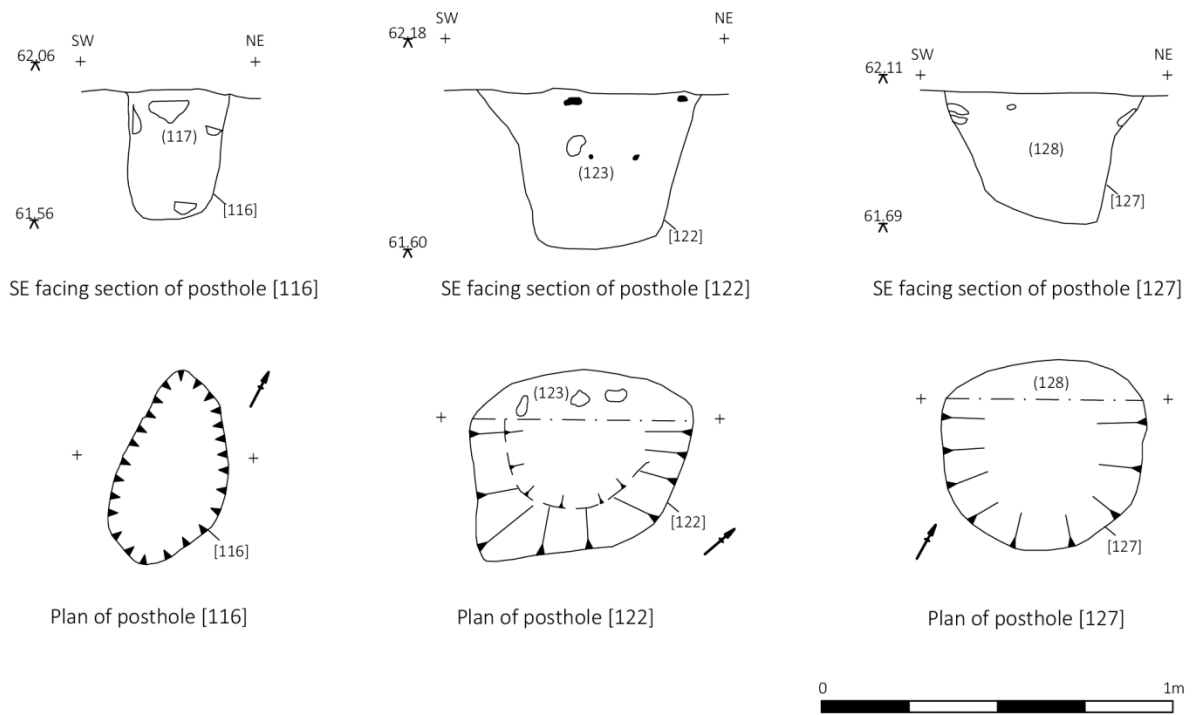 SW NE
62.06
(117)
[116]
61.56
SE facing section of posthole [116]
SW NE
62.18
(123)
[122]
61.60
SE facing section of posthole [122]
SW NE
62.11
(128)
[127]
61.69
SE facing section of posthole [127]
[116]
Plan of posthole [116]
(123)
[122]
Plan of posthole [122]
(128)
[127]
Plan of posthole [127]
0 1m